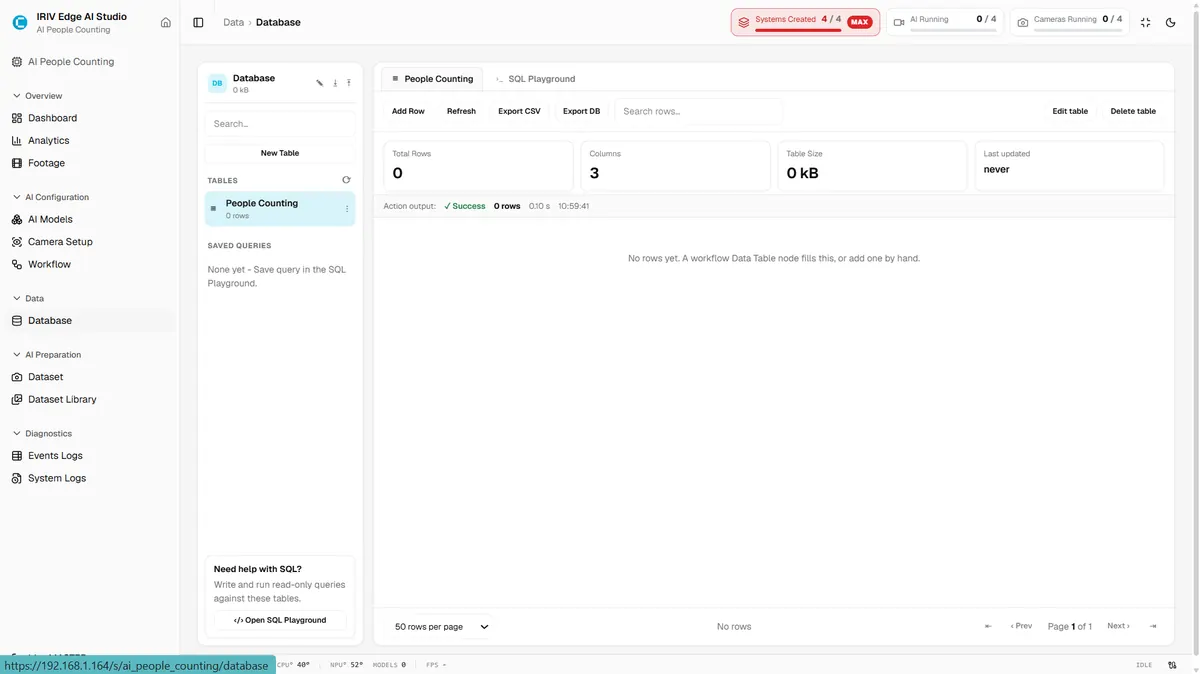 IRIV Edge AI Studio
AI People Counting
AI People Counting
Overview
Dashboard
Analytics
Footage
AI Configuration
AI Models
Camera Setup
Workflow
Data
Database
AI Preparation
Dataset
Dataset Library
Diagnostics
Events Logs
System Logs
https://192.168.1.164/s/ai_people_counting/database
Data › Database
Systems Created 4 / 4 MAX
AI Running 0 / 4
Cameras Running 0 / 4
DB
Database
0 kB
Search...
New Table
TABLES
People Counting
0 rows
SAVED QUERIES
None yet - Save query in the SQL
Playground.
Need help with SQL?
Write and run read-only queries
against these tables.
</> Open SQL Playground
People Counting
SQL Playground
Add Row Refresh Export CSV Export DB Search rows... Edit table Delete table
Total Rows
0
Columns
3
Table Size
0 kB
Last updated
never
Action output: ✓ Success 0 rows 0.10 s 10:59:41
No rows yet. A workflow Data Table node fills this, or add one by hand.
50 rows per page
No rows
‹ Prev Page 1 of 1 Next ›
CPU° 40° NPU° 52° MODELS 0 FPS -
IDLE